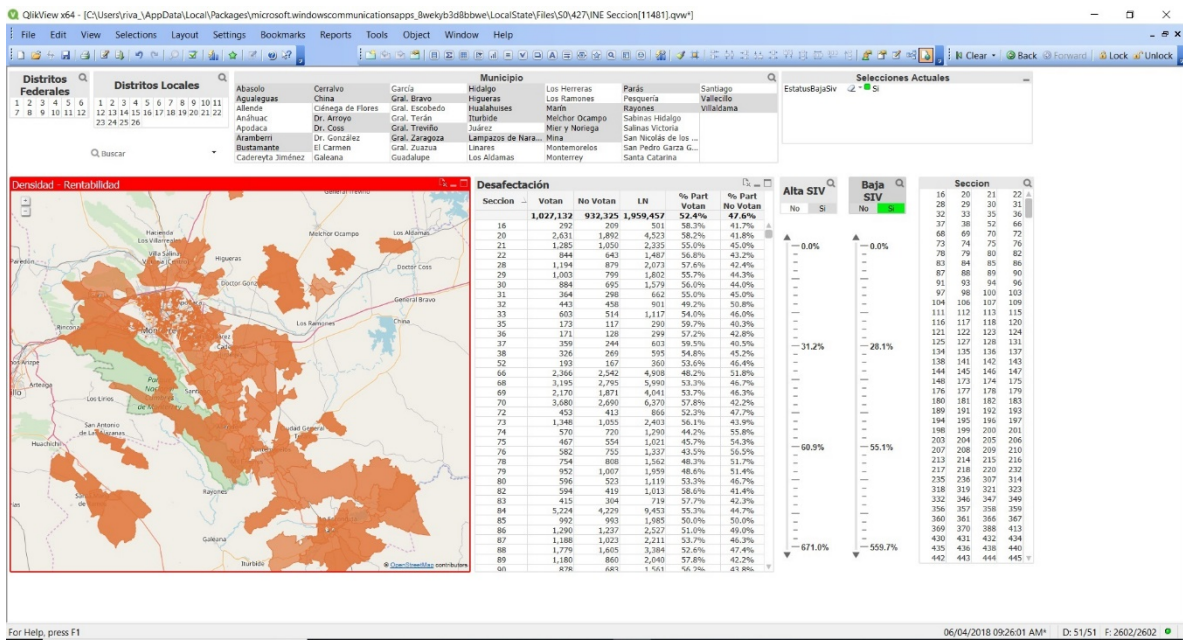 QlikView x64 - [C:\Users\riva_\AppData\Local\Packages\microsoft.windowscommunicationsapps_8wekyb3d8bbwe\LocalState\Files\S0\427\INE Seccion[11481].qvw*]
File Edit View Selections Layout Settings Bookmarks Reports Tools Object Window Help
Clear Back Forward Lock Unlock
Distritos Federales
1 2 3 4 5 6
7 8 9 10 11 12
Distritos Locales
1 2 3 4 5 6 7 8 9 10 11
12 13 14 15 16 17 18 19 20 21 22
23 24 25 26
Buscar
Municipio
Abasolo Cerralvo García Hidalgo Los Herreras Parás Santiago
Agualeguas China Gral. Bravo Higueras Los Ramones Pesquería Vallecillo
Allende Ciénega de Flores Gral. Escobedo Hualahuises Marín Rayones Villaldama
Anáhuac Dr. Arroyo Gral. Terán Iturbide Melchor Ocampo Sabinas Hidalgo
Apodaca Dr. Coss Gral. Treviño Juárez Mier y Noriega Salinas Victoria
Aramberri Dr. González Gral. Zaragoza Lampazos de Nara... Mina San Nicolás de los ...
Bustamante El Carmen Gral. Zuazua Linares Montemorelos San Pedro Garza G...
Cadereyta Jiménez Galeana Guadalupe Los Aldamas Monterrey Santa Catarina
Selecciones Actuales
EstatusBajaSiv Si
Densidad - Rentabilidad
General Treviño
Hacienda
Los Villarreales
Melchor Ocampo
Los Aldamas
Villa Salinas
Higueras
Paredón
Doctor Coss
Doctor Gonz
General Bravo
Los Ramones
China
Rinconada
Monterrey
Arteaga
Santiago
Los Lirios
San Antonio
de Las Alazanas
Huachichi
Rayones
Galeana
Iturbide
© OpenStreetMap contributors
Desafectación
Seccion Votan No Votan LN % Part Votan % Part No Votan
1,027,132 932,325 1,959,457 52.4% 47.6%
16 292 209 501 58.3% 41.7%
20 2,631 1,892 4,523 58.2% 41.8%
21 1,285 1,050 2,335 55.0% 45.0%
22 844 643 1,487 56.8% 43.2%
28 1,194 879 2,073 57.6% 42.4%
29 1,003 799 1,802 55.7% 44.3%
30 884 695 1,579 56.0% 44.0%
31 364 298 662 55.0% 45.0%
32 443 458 901 49.2% 50.8%
33 603 514 1,117 54.0% 46.0%
35 173 117 290 59.7% 40.3%
36 171 128 299 57.2% 42.8%
37 359 244 603 59.5% 40.5%
38 326 269 595 54.8% 45.2%
52 193 167 360 53.6% 46.4%
66 2,366 2,542 4,908 48.2% 51.8%
68 3,195 2,795 5,990 53.3% 46.7%
69 2,170 1,871 4,041 53.7% 46.3%
70 3,680 2,690 6,370 57.8% 42.2%
72 453 413 866 52.3% 47.7%
73 1,348 1,055 2,403 56.1% 43.9%
74 570 720 1,290 44.2% 55.8%
75 467 554 1,021 45.7% 54.3%
76 582 755 1,337 43.5% 56.5%
78 754 808 1,562 48.3% 51.7%
79 952 1,007 1,959 48.6% 51.4%
80 596 523 1,119 53.3% 46.7%
82 594 419 1,013 58.6% 41.4%
83 415 304 719 57.7% 42.3%
84 5,224 4,229 9,453 55.3% 44.7%
85 992 993 1,985 50.0% 50.0%
86 1,290 1,237 2,527 51.0% 49.0%
87 1,188 1,023 2,211 53.7% 46.3%
88 1,779 1,605 3,384 52.6% 47.4%
89 1,180 860 2,040 57.8% 42.2%
90 878 683 1,561 56.2% 43.8%
Alta SIV
No Si
0.0%
31.2%
60.9%
671.0%
Baja SIV
No Si
0.0%
28.1%
55.1%
559.7%
Seccion
16 20 21 22
28 29 30 31
32 33 35 36
37 38 52 66
68 69 70 72
73 74 75 76
78 79 80 82
83 84 85 86
87 88 89 90
91 93 94 96
97 98 100 103
104 106 107 109
111 112 113 115
116 117 118 120
121 122 123 124
125 127 128 131
134 135 136 137
138 141 142 143
144 145 146 147
148 173 174 175
176 177 178 179
180 181 182 183
189 191 192 193
194 195 196 197
198 199 200 201
203 204 205 206
207 208 209 210
213 214 215 216
217 218 220 232
235 236 307 314
318 319 321 323
332 346 347 349
356 357 358 359
360 361 366 367
369 370 388 413
430 431 432 434
435 436 438 440
442 443 444 445
For Help, press F1
06/04/2018 09:26:01 AM* D: 51/51 F: 2602/2602